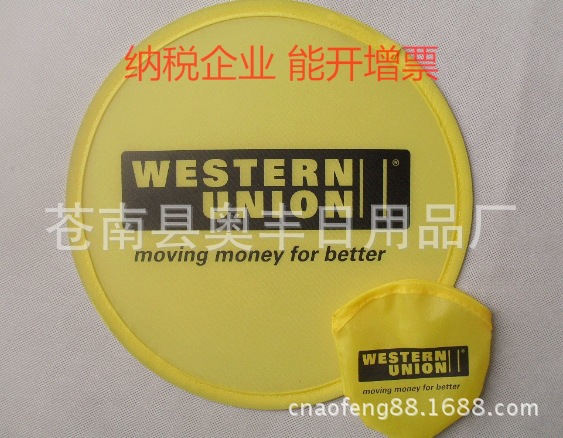 纳税企业 能开增票
WESTERN
UNION®
苍南县奥丰日用品厂
moving money for better
WESTERN
UNION
moving money for better
cnaofeng88.1688.com